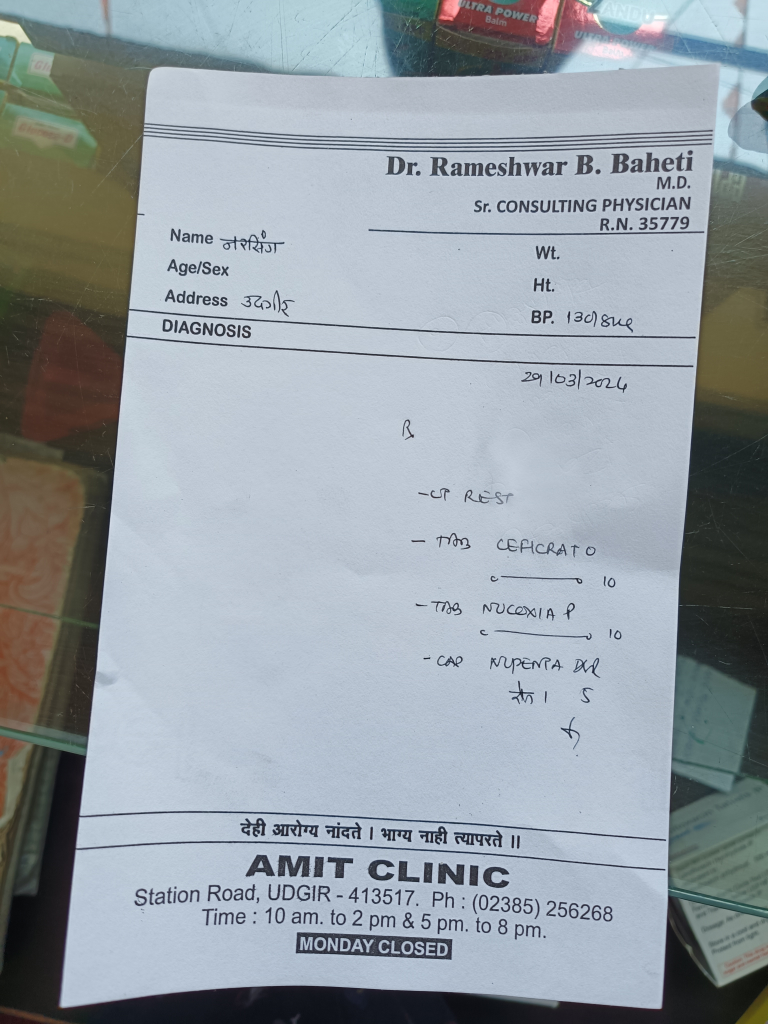 ULTRA POWER
Balm
Dr. Rameshwar B. Baheti
M.D.
Sr. CONSULTING PHYSICIAN
R.N. 35779
Name नरसिंग
Wt.
Age/Sex
Ht.
Address उदगीर
BP. 130/84
DIAGNOSIS
29/03/2024
℞
- REST
- TAB CEFICRAT O
10
- TAB NUCOXIA P
10
- CAP NUPENTA DSR
रोज 1 5
देही आरोग्य नांदते । भाग्य नाही त्यापरते ॥
AMIT CLINIC
Station Road, UDGIR - 413517. Ph : (02385) 256268
Time : 10 am. to 2 pm & 5 pm. to 8 pm.
MONDAY CLOSED